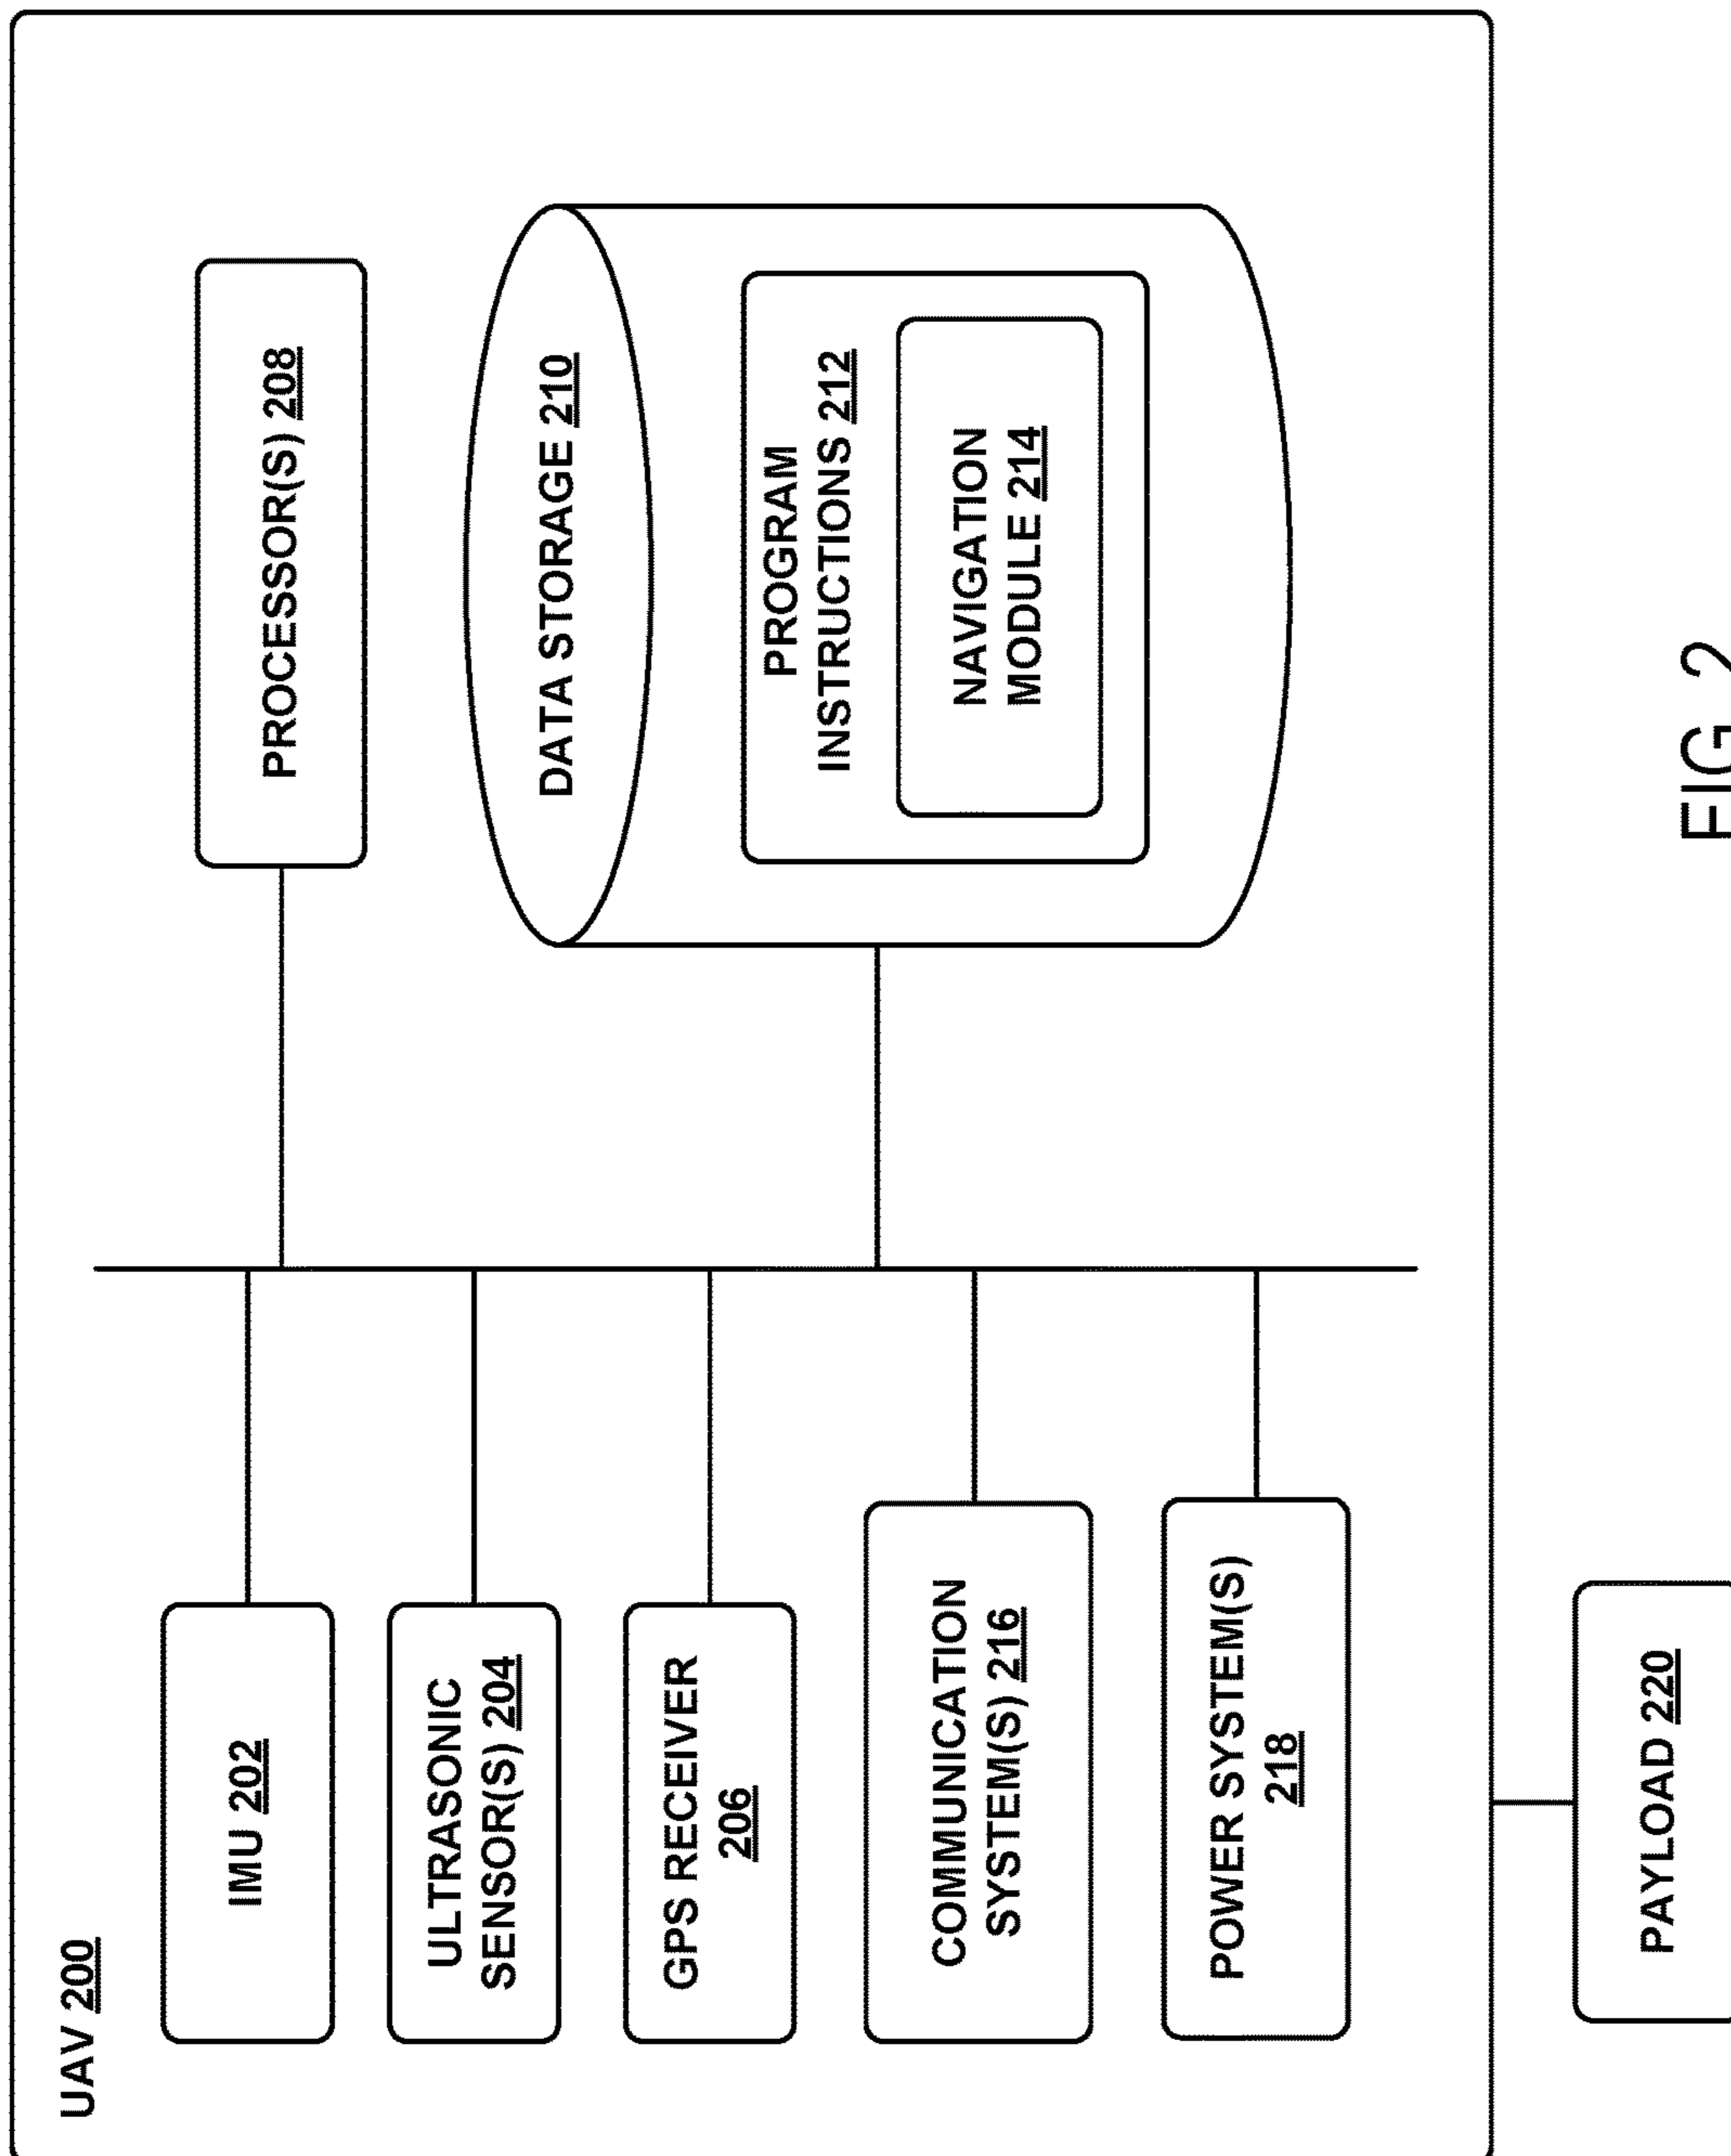 UAV 200
IMU 202
ULTRASONIC
SENSOR(S) 204
GPS RECEIVER
206
COMMUNICATION
SYSTEM(S) 216
POWER SYSTEM(S)
218
PROCESSOR(S) 208
DATA STORAGE 210
PROGRAM
INSTRUCTIONS 212
NAVIGATION
MODULE 214
PAYLOAD 220
FIG. 2